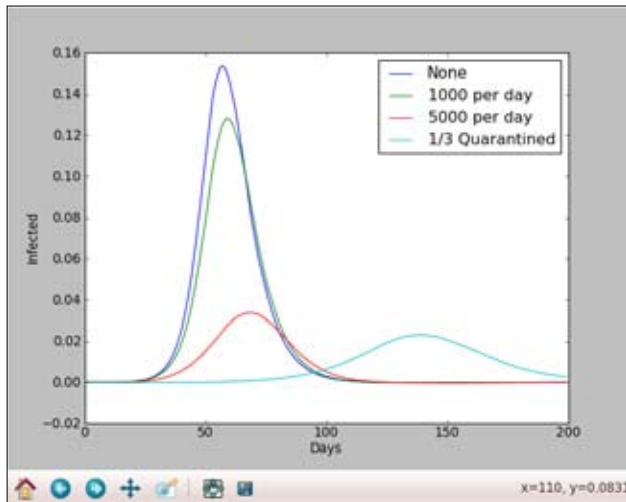 0.16
0.14
0.12
0.10
0.08
0.06
0.04
0.02
0.00
−0.02
Infected
None
1000 per day
5000 per day
1/3 Quarantined
0
50
100
150
200
Days
x=110, y=0.0831